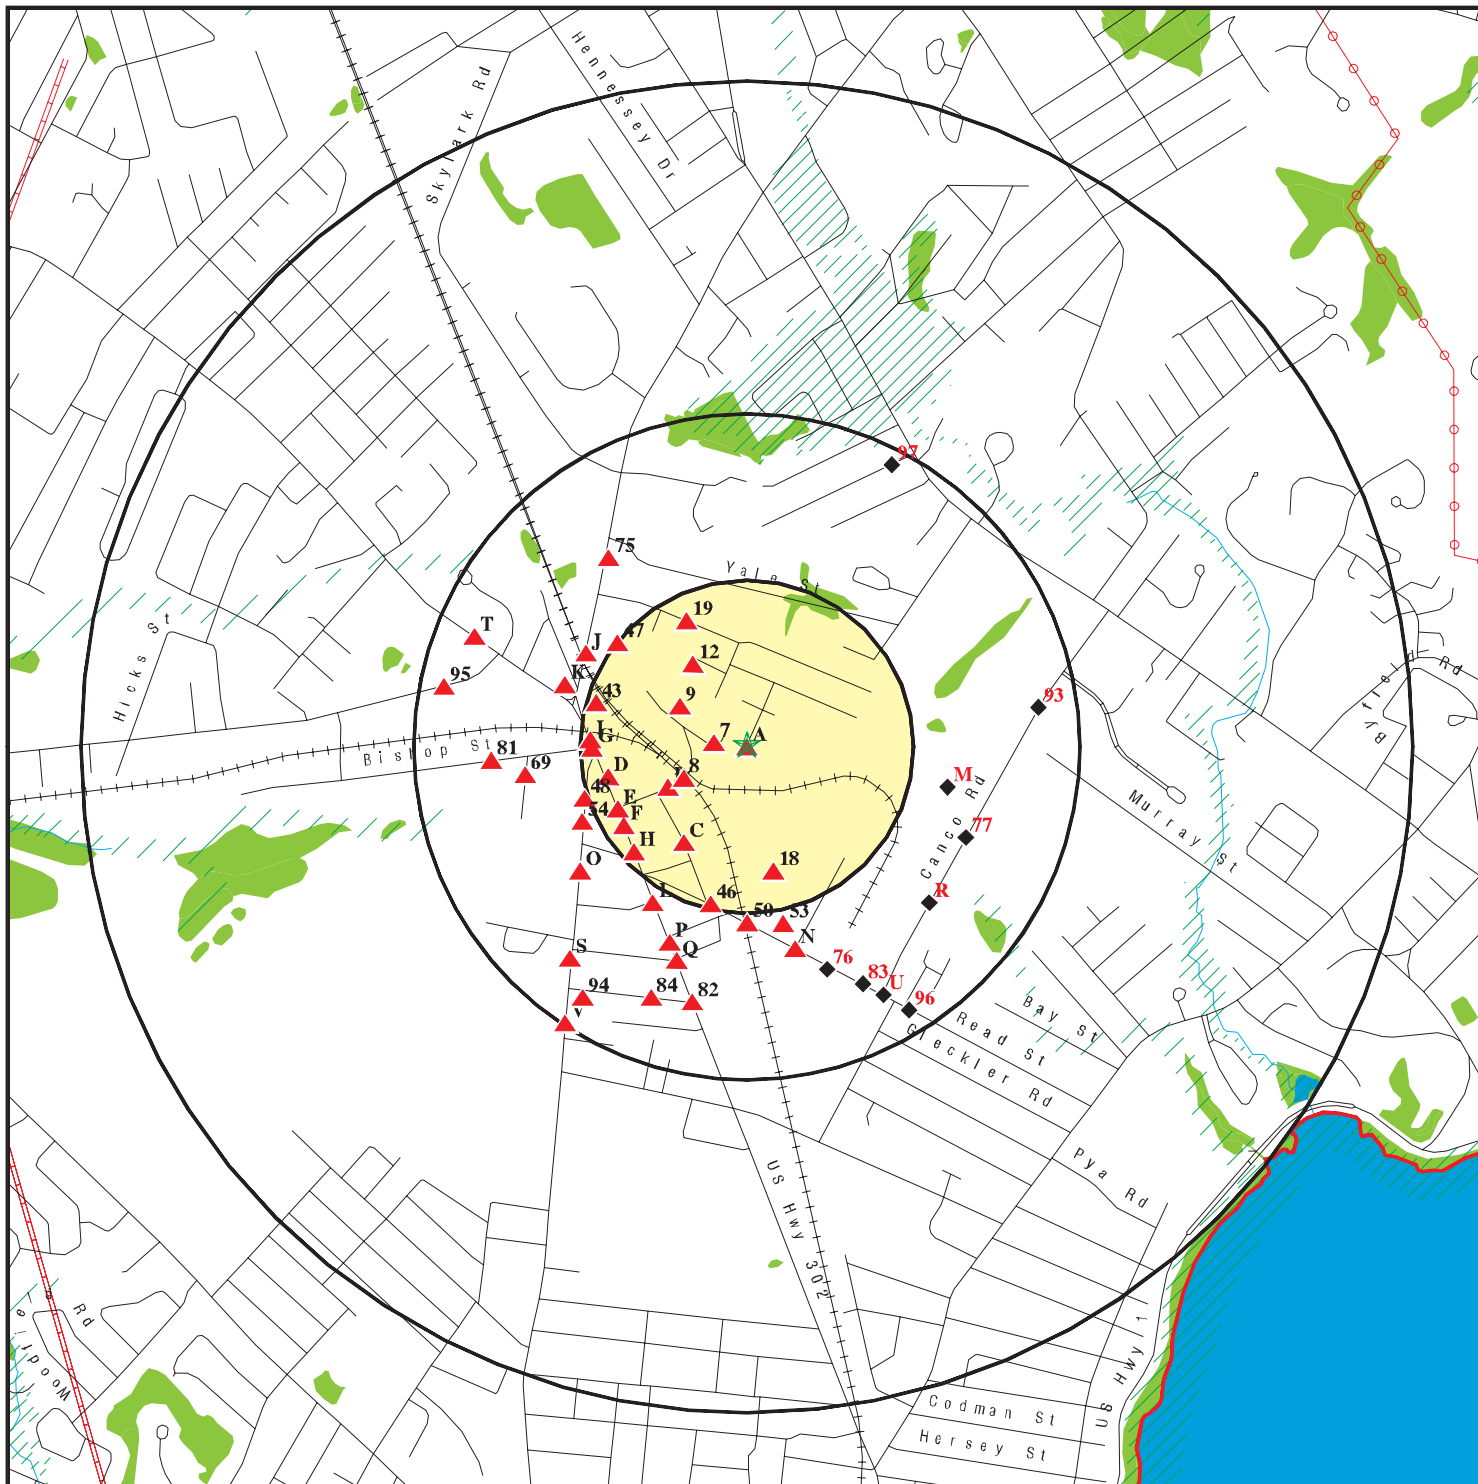 Hennessey Dr
Skylark Rd
97
75
Yale St
19
47
T
J
12
K
95
43
9
93
Hicks St
Byfield Rd
I
G
7
A
Bishop St
81
69
D
8
M
48
E
Murray St
54
F
77
Canco Rd
H
C
O
18
R
L
46
50
53
P
N
S
Q
76
83
U
94
84
82
96
V
Bay St
Read St
Gleckler Rd
Pya Rd
US Hwy 302
Rd
US Hwy 1
Codman St
Hersey St